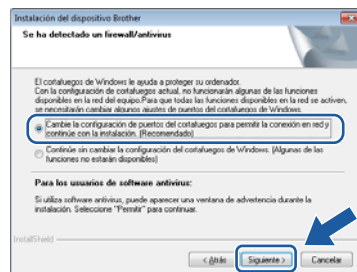 Instalación del dispositivo Brother
Se ha detectado un firewall/antivirus
El cortafuegos de Windows le ayuda a proteger su ordenador.
Con la configuración de cortafuegos actual, no funcionarán algunas de las funciones
disponibles en la red del equipo.Para que todas las funciones disponibles en la red se activen,
se necesitarán cambiar algunos ajustes de puertos del cortafuegos de Windows.
Cambie la configuración de puertos del cortafuegos para permitir la conexión en red y
continúe con la instalación. (Recomendado)
Continúe sin cambiar la configuración del cortafuegos de Windows. (Algunas de las
funciones no estarán disponibles)
Para los usuarios de software antivirus:
Si utiliza software antivirus, puede aparecer una ventana de advertencia durante la
instalación. Seleccione "Permitir" para continuar.
InstallShield
< Atrás Siguiente > Cancelar